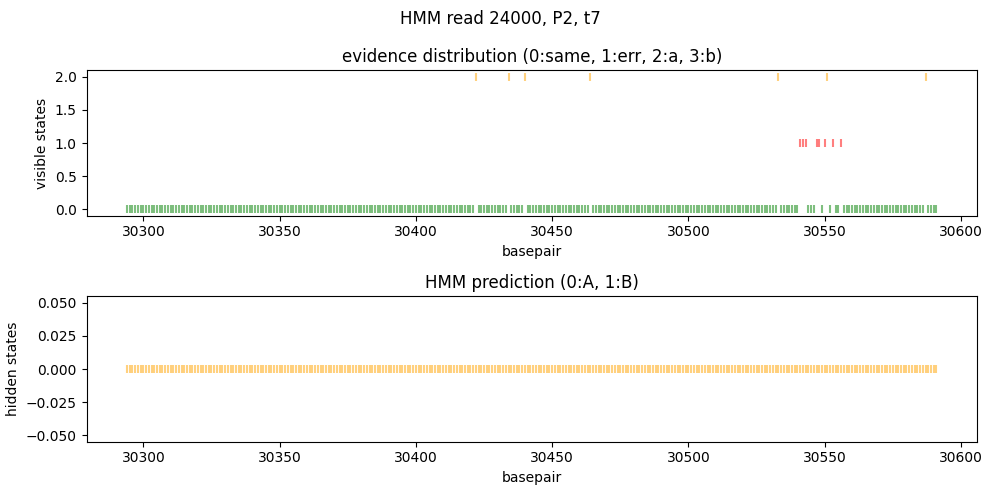 HMM read 24000, P2, t7
evidence distribution (0:same, 1:err, 2:a, 3:b)
visible states
2.0
1.5
1.0
0.5
0.0
30300 30350 30400 30450 30500 30550 30600
basepair
HMM prediction (0:A, 1:B)
hidden states
0.050
0.025
0.000
−0.025
−0.050
30300 30350 30400 30450 30500 30550 30600
basepair